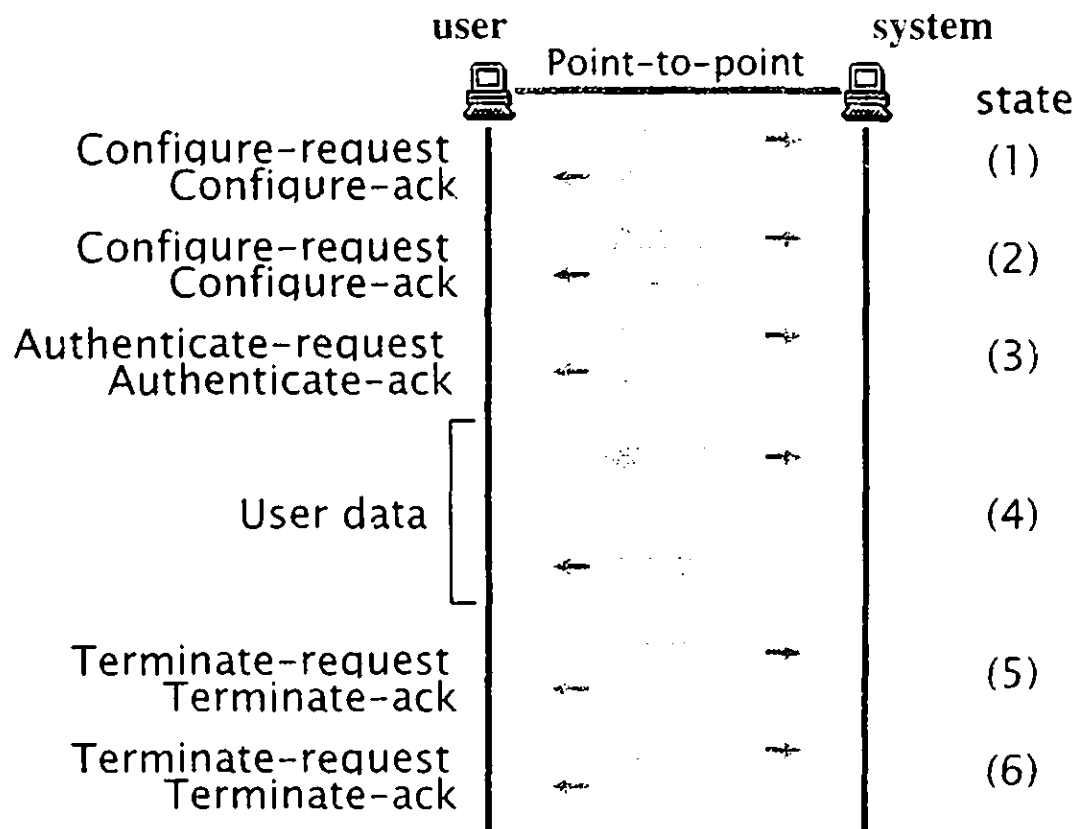 user
system
Point-to-point
state
Configure-request
Configure-ack
(1)
Configure-request
Configure-ack
(2)
Authenticate-request
Authenticate-ack
(3)
User data
(4)
Terminate-request
Terminate-ack
(5)
Terminate-request
Terminate-ack
(6)